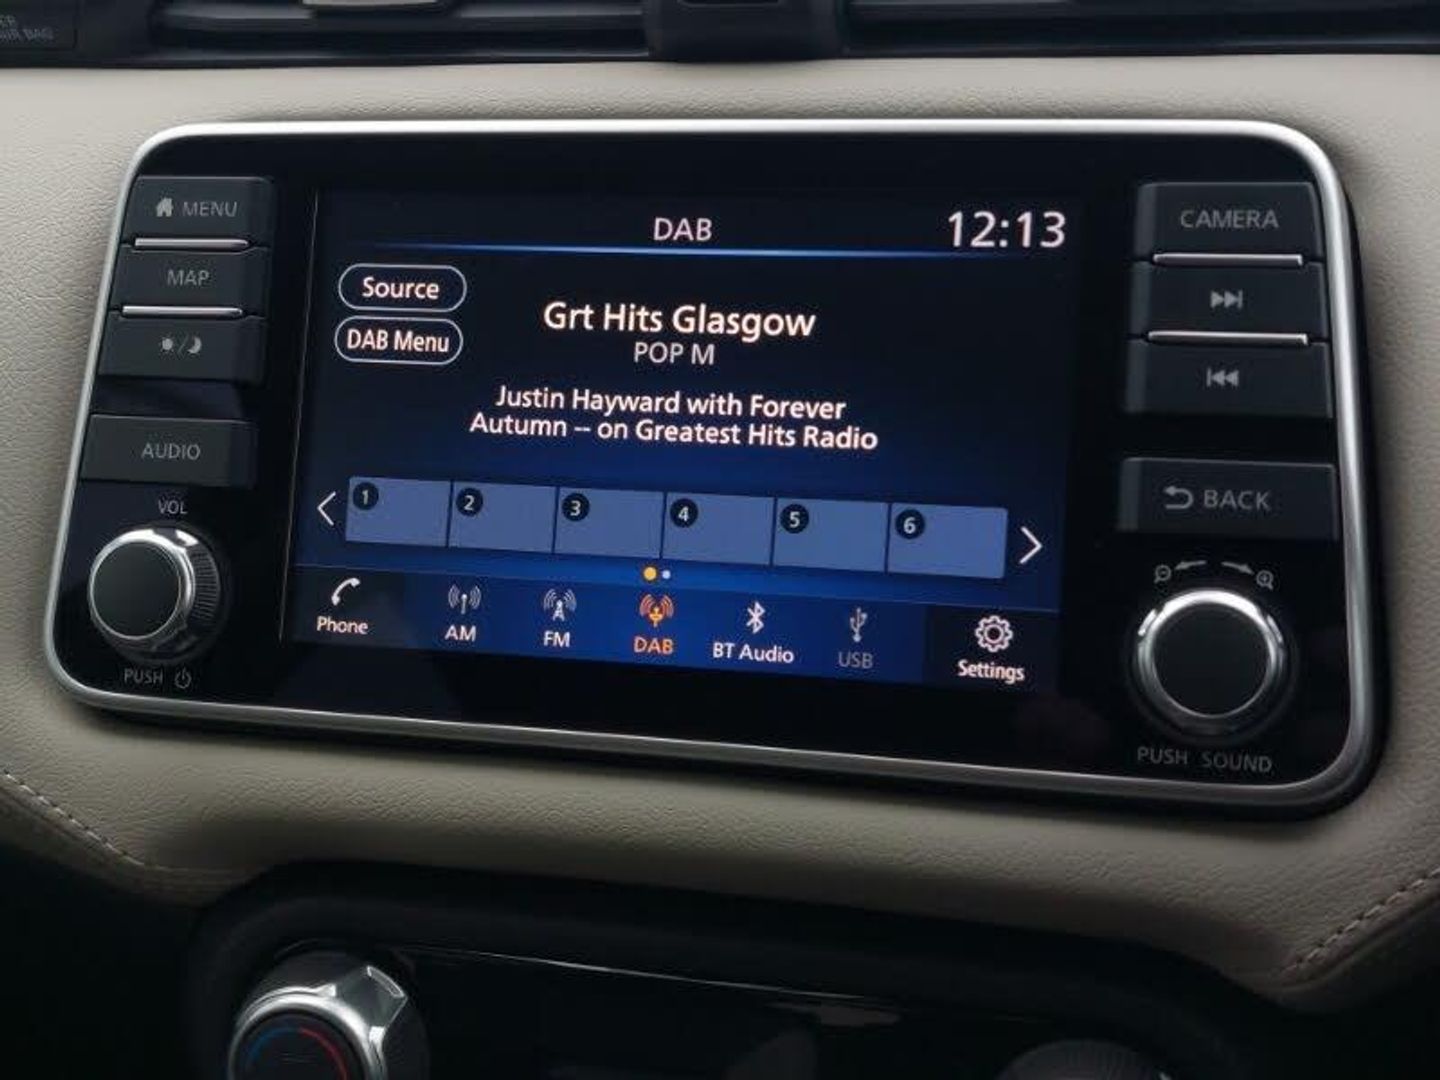 AIR BAG
MENU
MAP
AUDIO
VOL
PUSH
DAB
12:13
Source
DAB Menu
Grt Hits Glasgow
POP M
Justin Hayward with Forever
Autumn -- on Greatest Hits Radio
1 2 3 4 5 6
Phone
AM
FM
DAB
BT Audio
USB
Settings
CAMERA
BACK
PUSH SOUND